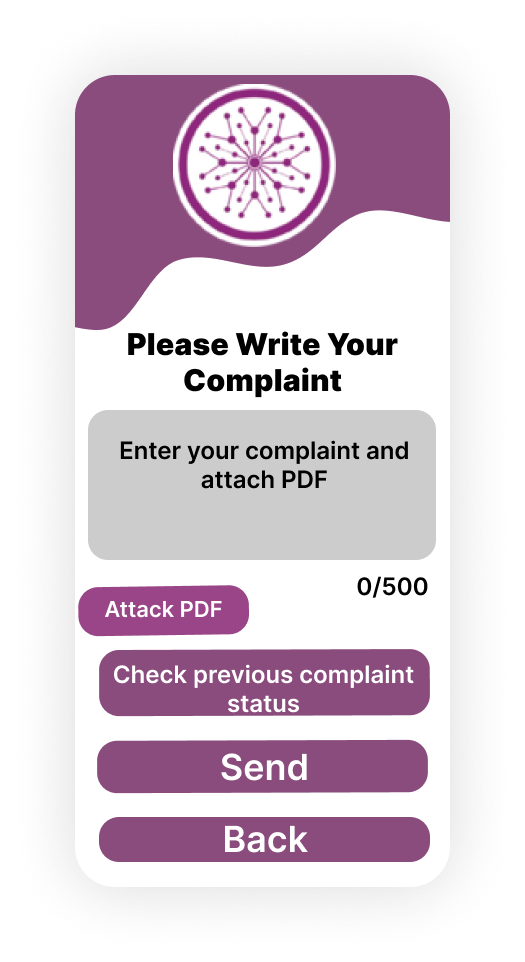 Please Write Your
Complaint
Enter your complaint and
attach PDF
0/500
Attack PDF
Check previous complaint
status
Send
Back